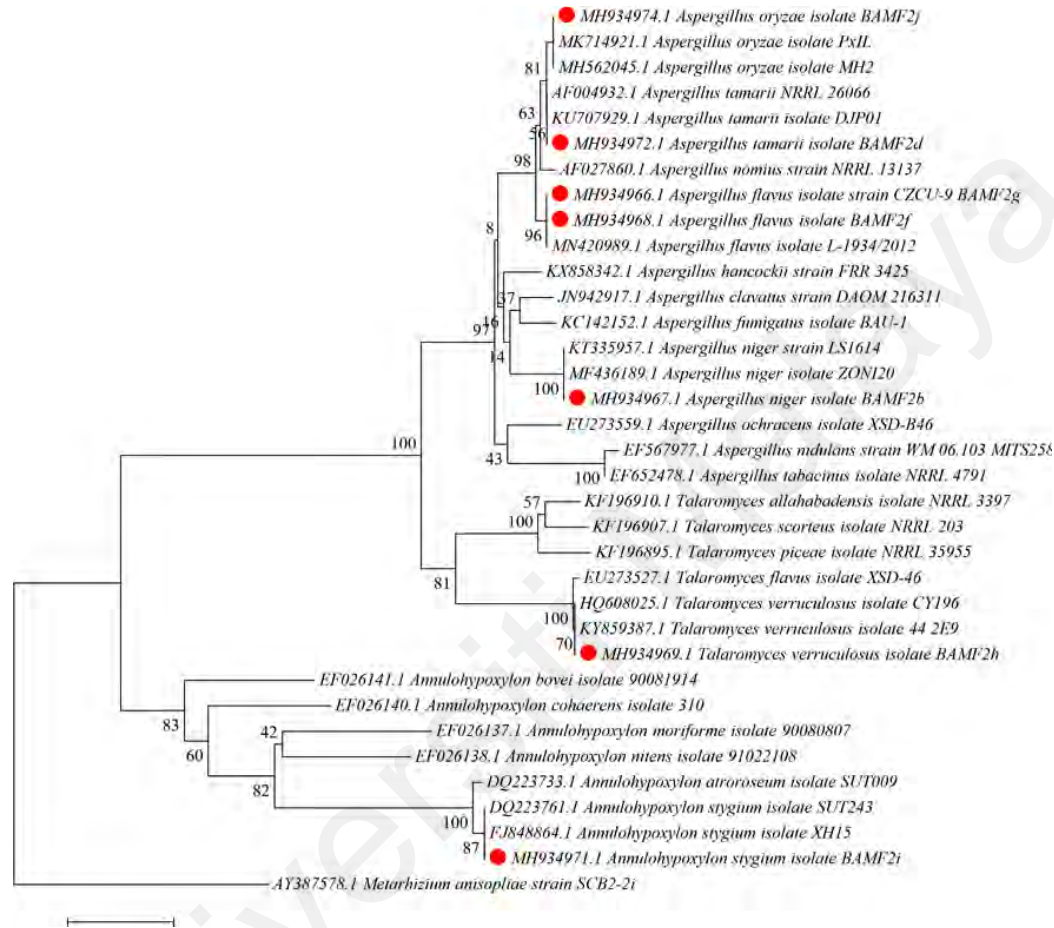 MH934974.1 Aspergillus oryzae isolate BAMF2j
MK714921.1 Aspergillus oryzae isolate PxIL
81
MH562045.1 Aspergillus oryzae isolate MH2
AF004932.1 Aspergillus tamarii NRRL 26066
63
KU707929.1 Aspergillus tamarii isolate DJP01
56
MH934972.1 Aspergillus tamarii isolate BAMF2d
98
AF027860.1 Aspergillus nomius strain NRRL 13137
MH934966.1 Aspergillus flavus isolate strain CZCU-9 BAMF2g
MH934968.1 Aspergillus flavus isolate BAMF2f
8
96
MN420989.1 Aspergillus flavus isolate L-1934/2012
KX858342.1 Aspergillus hancockii strain FRR 3425
37
JN942917.1 Aspergillus clavatus strain DAOM 216311
16
KC142152.1 Aspergillus fumigatus isolate BAU-1
97
KT335957.1 Aspergillus niger strain LS1614
14
MF436189.1 Aspergillus niger isolate ZONI20
100
MH934967.1 Aspergillus niger isolate BAMF2b
EU273559.1 Aspergillus ochraceus isolate XSD-B46
100
EF567977.1 Aspergillus nidulans strain WM 06.103 MITS258
43
100
EF652478.1 Aspergillus tabacinus isolate NRRL 4791
57
KF196910.1 Talaromyces allahabadensis isolate NRRL 3397
100
KF196907.1 Talaromyces scorteus isolate NRRL 203
KF196895.1 Talaromyces piceae isolate NRRL 35955
81
EU273527.1 Talaromyces flavus isolate XSD-46
HQ608025.1 Talaromyces verruculosus isolate CY196
100
KY859387.1 Talaromyces verruculosus isolate 44 2E9
70
MH934969.1 Talaromyces verruculosus isolate BAMF2h
EF026141.1 Annulohypoxylon bovei isolate 90081914
83
EF026140.1 Annulohypoxylon cohaerens isolate 310
42
EF026137.1 Annulohypoxylon moriforme isolate 90080807
60
EF026138.1 Annulohypoxylon nitens isolate 91022108
82
DQ223733.1 Annulohypoxylon atroroseum isolate SUT009
DQ223761.1 Annulohypoxylon stygium isolate SUT243
100
FJ848864.1 Annulohypoxylon stygium isolate XH15
87
MH934971.1 Annulohypoxylon stygium isolate BAMF2i
AY387578.1 Metarhizium anisopliae strain SCB2-2i